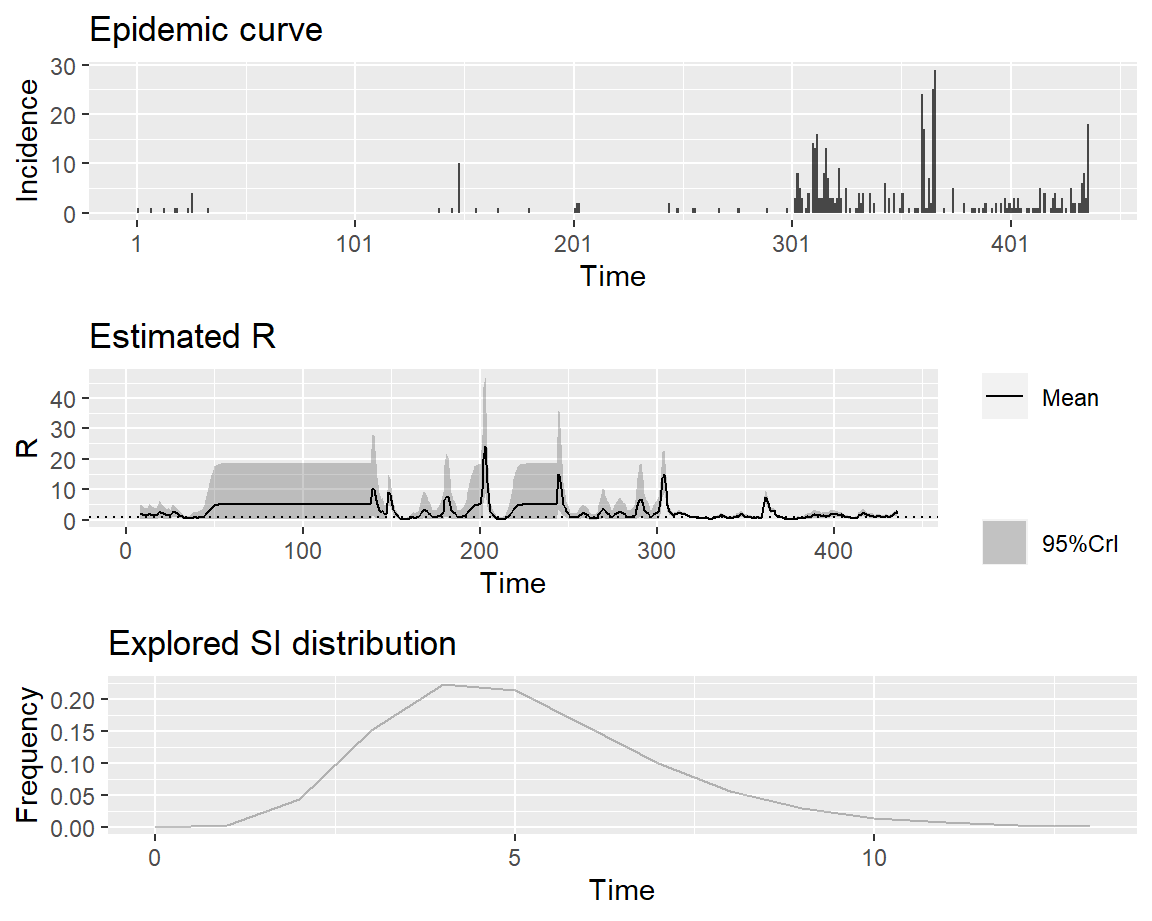 Epidemic curve
30
20
10
0
Incidence
1 101 201 301 401
Time
Estimated R
40
30
20
10
0
R
0 100 200 300 400
Time
Mean
95%CrI
Explored SI distribution
0.20
0.15
0.10
0.05
0.00
Frequency
0 5 10
Time